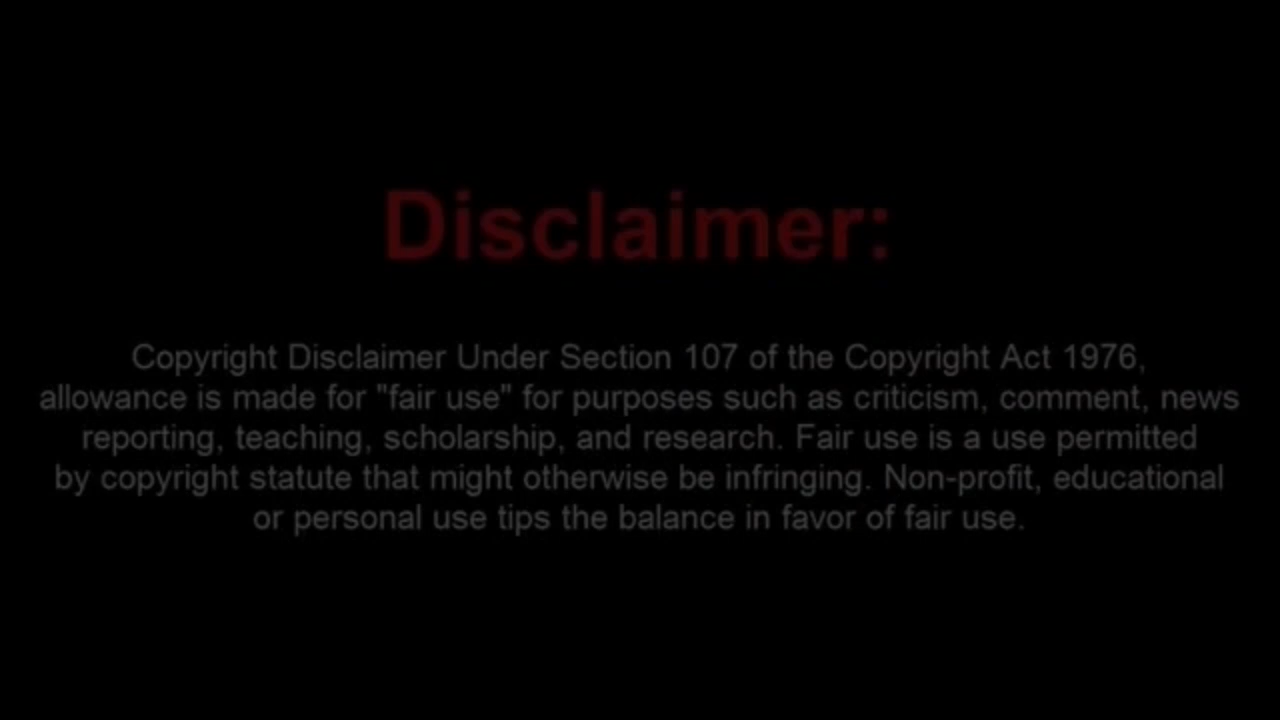 Disclaimer:
Copyright Disclaimer Under Section 107 of the Copyright Act 1976,
allowance is made for "fair use" for purposes such as criticism, comment, news
reporting, teaching, scholarship, and research. Fair use is a use permitted
by copyright statute that might otherwise be infringing. Non-profit, educational
or personal use tips the balance in favor of fair use.